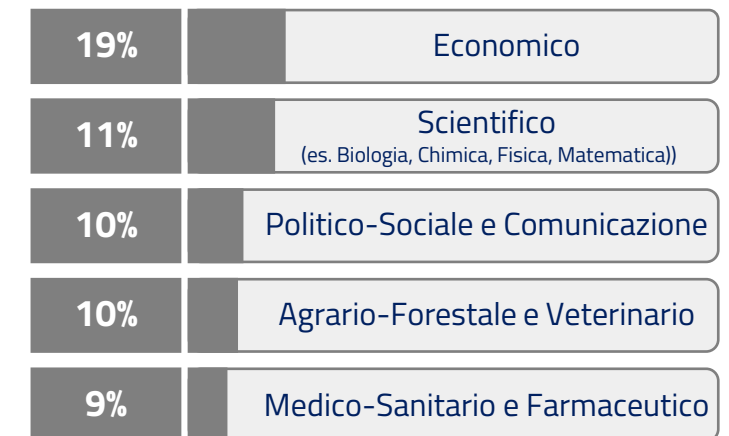 19% Economico
11% Scientifico
(es. Biologia, Chimica, Fisica, Matematica))
10% Politico-Sociale e Comunicazione
10% Agrario-Forestale e Veterinario
9% Medico-Sanitario e Farmaceutico